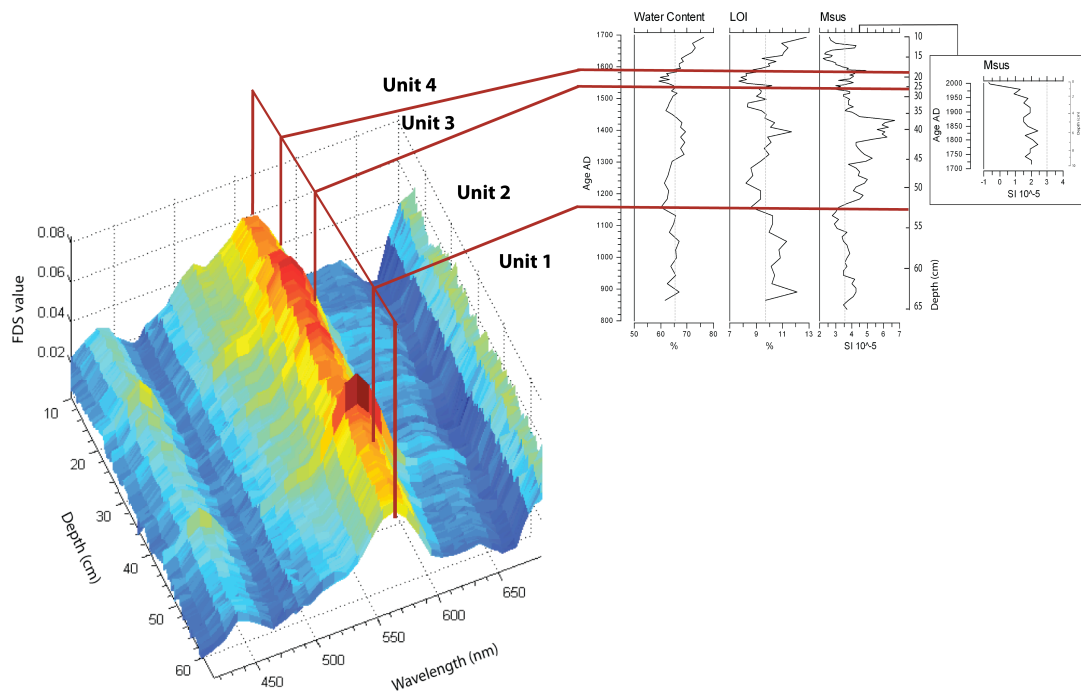 Water Content
LOI
Msus
1700
1600
1500
1400
1300
1200
1100
1000
900
800
Age AD
50 60 70 80
%
7 9 11 13
%
2 3 4 5 6 7
SI 10^-5
10
15
20
25
30
35
40
45
50
55
60
65
Depth (cm)
Msus
2000
1950
1900
1850
1800
1750
1700
Age AD
-1 0 1 2 3 4
SI 10^-5
Unit 4
Unit 3
Unit 2
Unit 1
0.08
0.06
0.04
0.02
FDS value
10
20
30
40
50
60
Depth (cm)
450
500
550
600
650
Wavelength (nm)